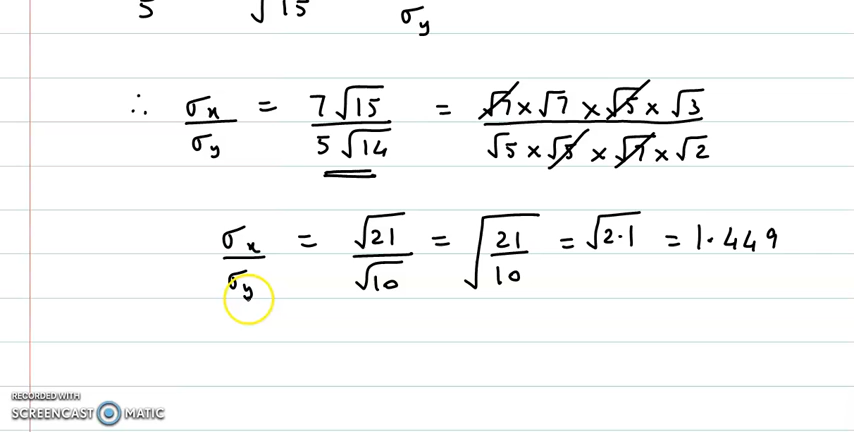 5 √15 σy
∴ σx/σy = 7√15 / 5√14 = √7 × √7 × √5 × √3 / √5 × √5 × √7 × √2
σx/σy = √21/√10 = √(21/10) = √2·1 = 1·449
RECORDED WITH
SCREENCAST MATIC